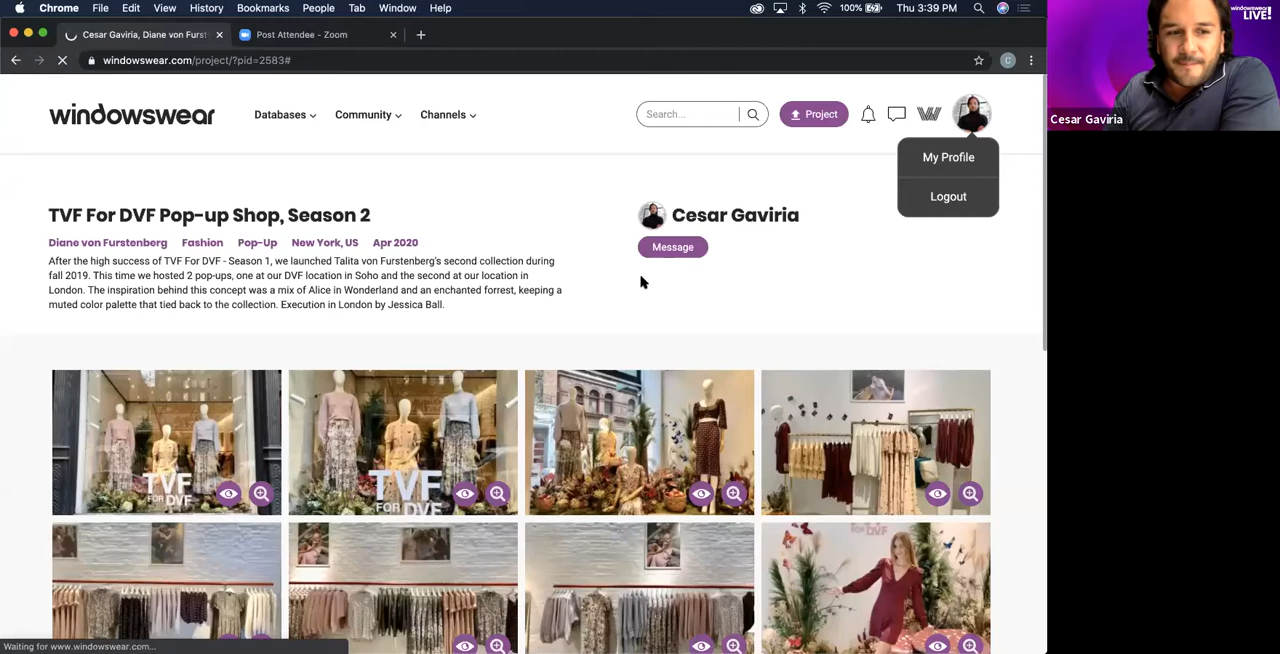 Chrome File Edit View History Bookmarks People Tab Window Help
100% Thu 3:39 PM
windowswear
LIVE!
Cesar Gaviria, Diane von Furst
Post Attendee - Zoom
windowswear.com/project/?pid=2583#
C
windowswear
Databases
Community
Channels
Search...
Project
Cesar Gaviria
My Profile
Logout
TVF For DVF Pop-up Shop, Season 2
Cesar Gaviria
Diane von Furstenberg Fashion Pop-Up New York, US Apr 2020
Message
After the high success of TVF For DVF - Season 1, we launched Talita von Furstenberg's second collection during
fall 2019. This time we hosted 2 pop-ups, one at our DVF location in Soho and the second at our location in
London. The inspiration behind this concept was a mix of Alice in Wonderland and an enchanted forrest, keeping a
muted color palette that tied back to the collection. Execution in London by Jessica Ball.
TVF
FOR DVF
TVF
FOR DVF
Waiting for www.windowswear.com...